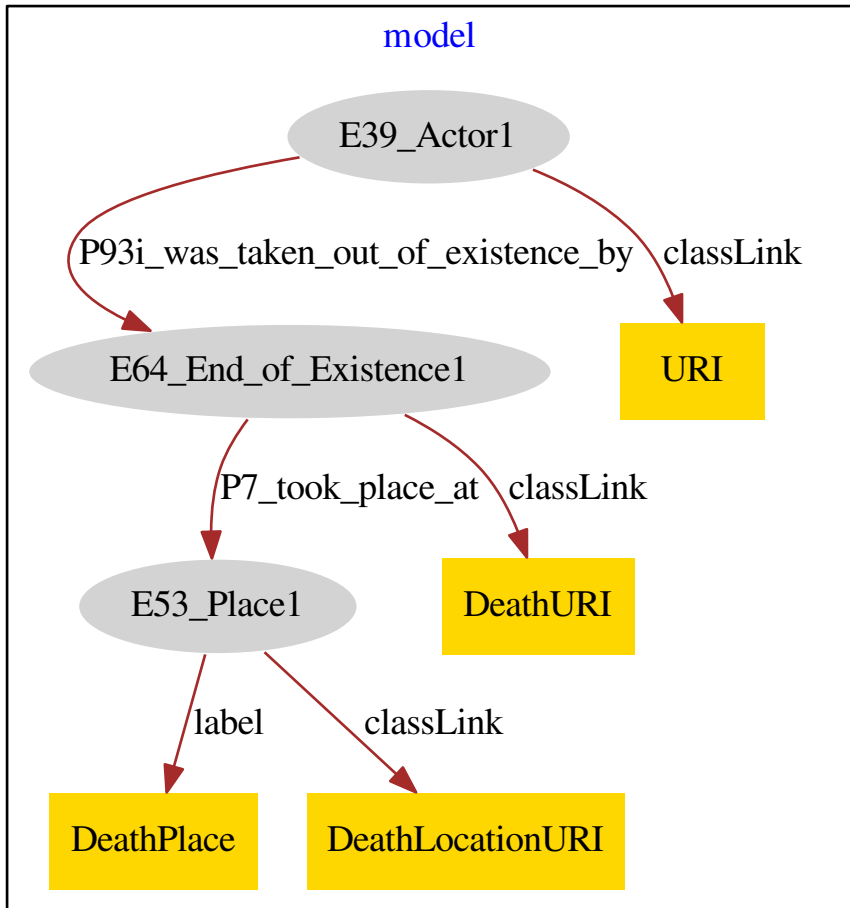 model
E39_Actor1
P93i_was_taken_out_of_existence_by
classLink
E64_End_of_Existence1
URI
P7_took_place_at
classLink
E53_Place1
DeathURI
label
classLink
DeathPlace
DeathLocationURI